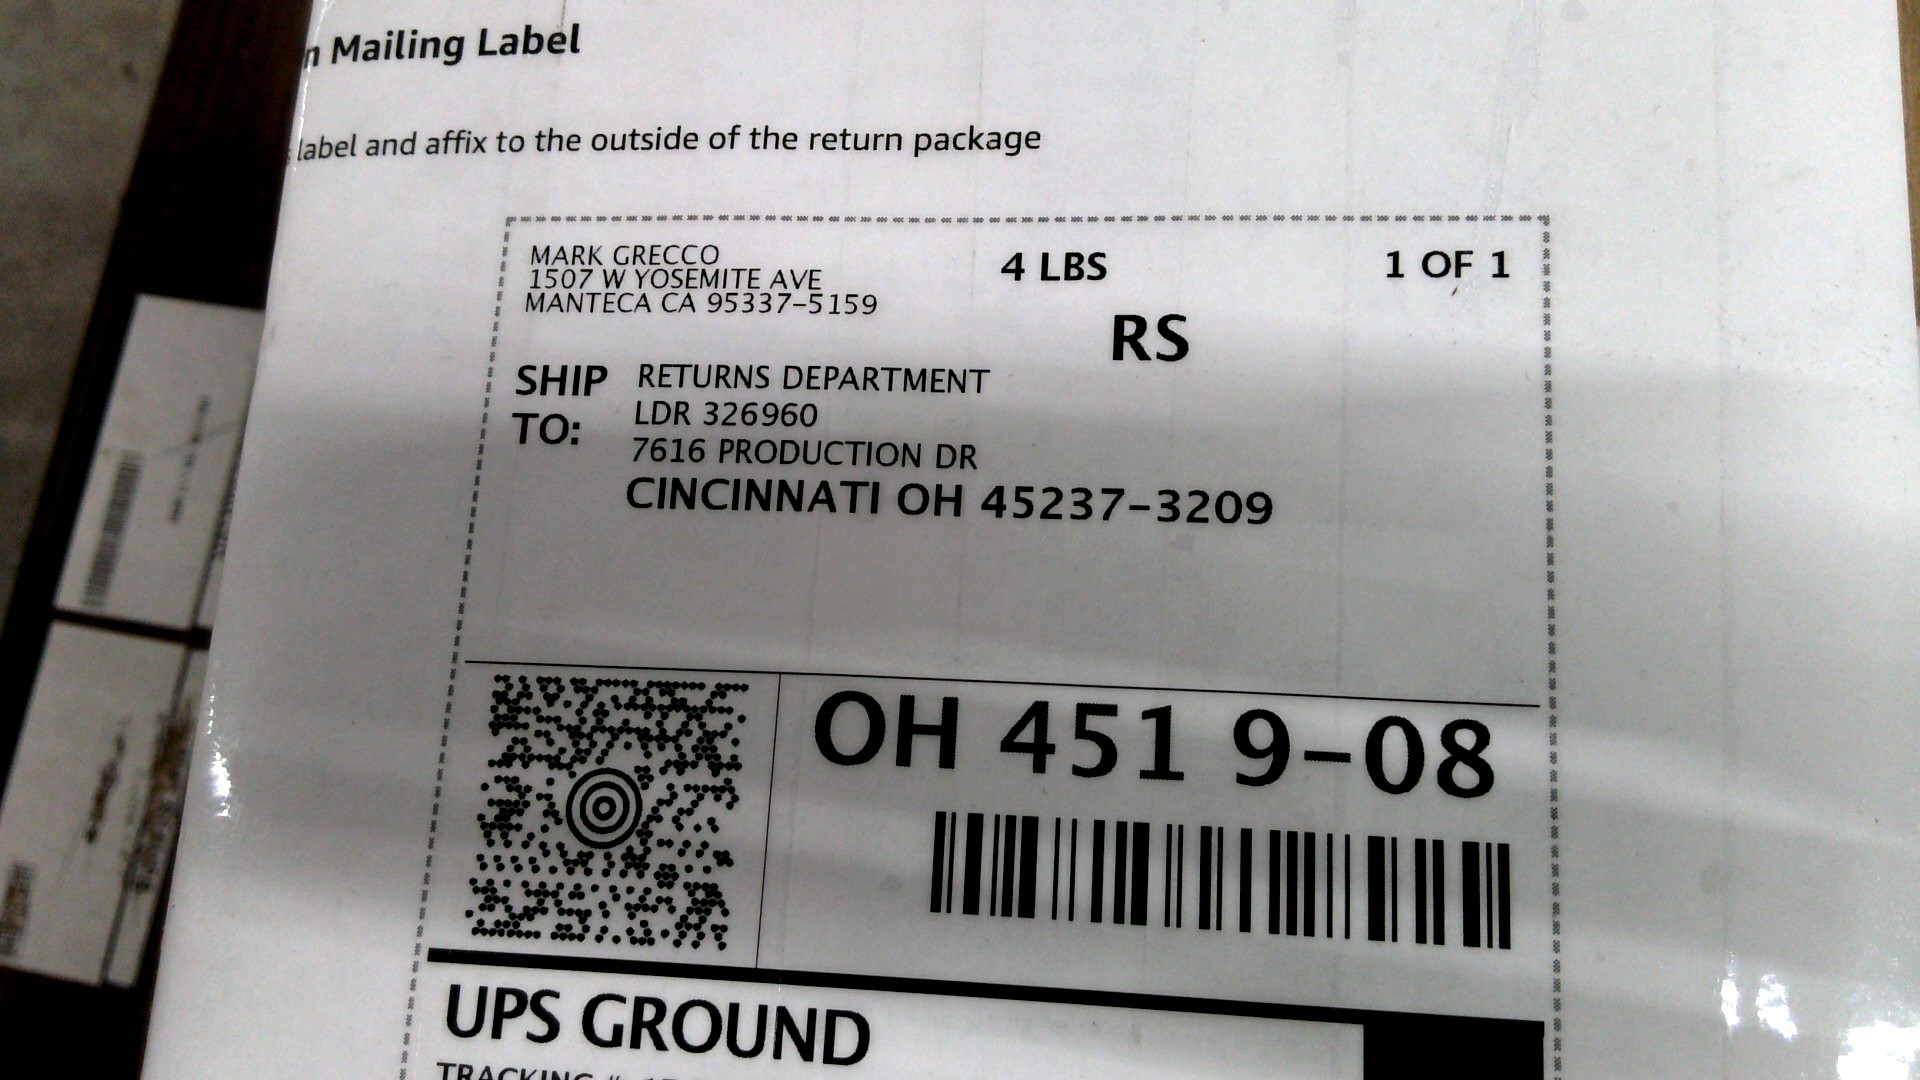 Mailing Label
label and affix to the outside of the return package
MARK GRECCO
1507 W YOSEMITE AVE
MANTECA CA 95337-5159
4 LBS
1 OF 1
RS
SHIP TO:
RETURNS DEPARTMENT
LDR 326960
7616 PRODUCTION DR
CINCINNATI OH 45237-3209
OH 451 9-08
UPS GROUND
TRACKING #